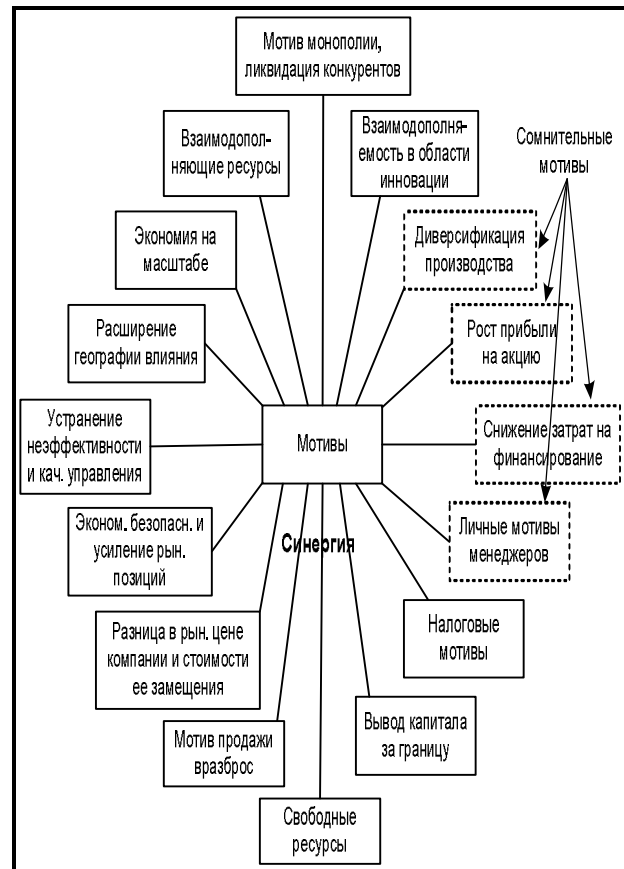 Мотив монополии,
ликвидация конкурентов
Взаимодопол-
няющие ресурсы
Взаимодополня-
емость в области
инновации
Сомнительные
мотивы
Экономия на
масштабе
Диверсификация
производства
Расширение
географии влияния
Рост прибыли
на акцию
Устранение
неэффективности
и кач. управления
Мотивы
Снижение затрат на
финансирование
Эконом. безопасн. и
усиление рын.
позиций
Синергия
Личные мотивы
менеджеров
Разница в рын. цене
компании и стоимости
ее замещения
Налоговые
мотивы
Мотив продажи
вразброс
Вывод капитала
за границу
Свободные
ресурсы